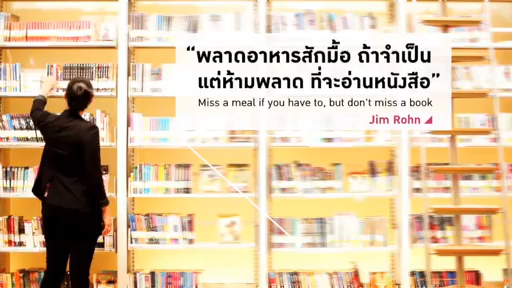 “พลาดอาหารสักมื้อ ถ้าจำเป็น
แต่ห้ามพลาด ที่จะอ่านหนังสือ”
Miss a meal if you have to, but don't miss a book
Jim Rohn